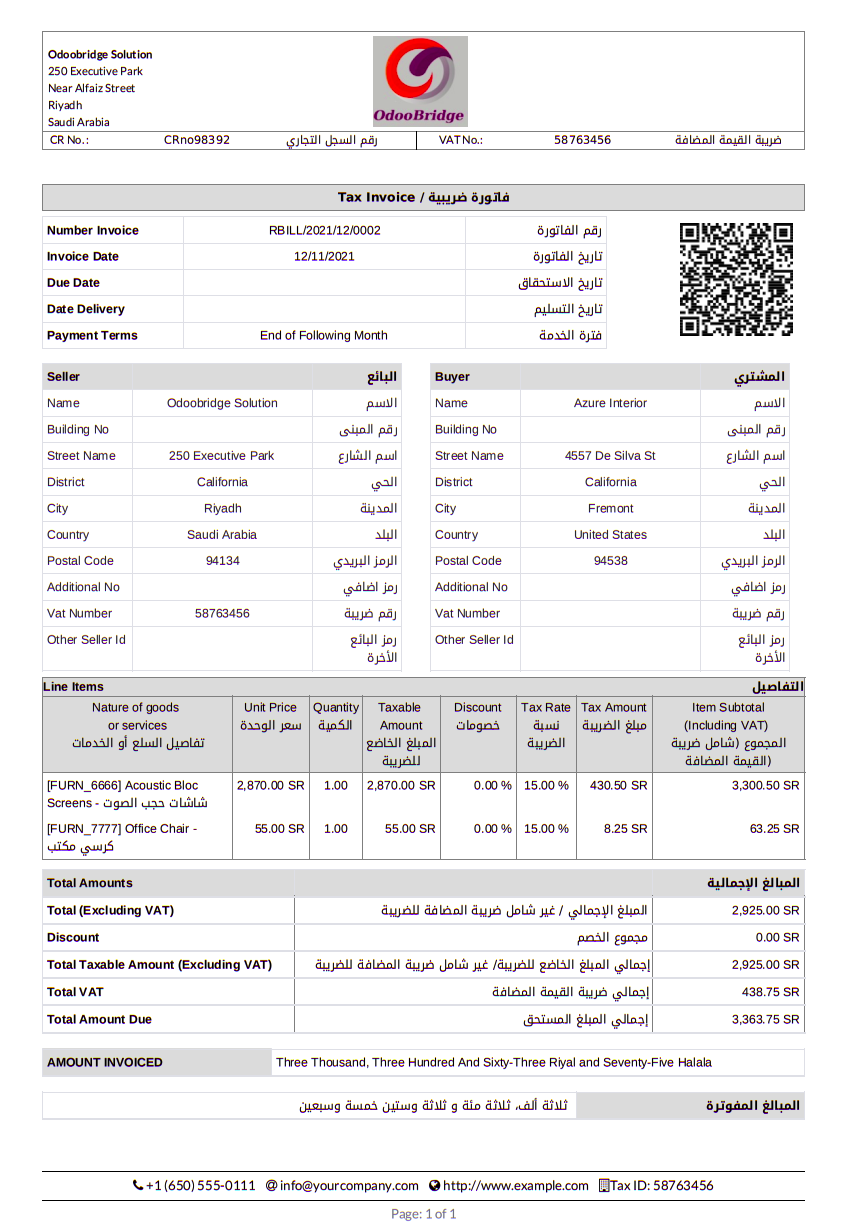 Odoobridge Solution
250 Executive Park
Near Alfaiz Street
Riyadh
Saudi Arabia
OdooBridge
CR No.: CRno98392 رقم السجل التجاري VAT No.: 58763456 ضريبة القيمة المضافة
Tax Invoice / فاتورة ضريبية
Number Invoice RBILL/2021/12/0002 رقم الفاتورة
Invoice Date 12/11/2021 تاريخ الفاتورة
Due Date تاريخ الاستحقاق
Date Delivery تاريخ التسليم
Payment Terms End of Following Month فترة الخدمة
Seller البائع Buyer المشتري
Name Odoobridge Solution الاسم Name Azure Interior الاسم
Building No رقم المبنى Building No رقم المبنى
Street Name 250 Executive Park اسم الشارع Street Name 4557 De Silva St اسم الشارع
District California الحي District California الحي
City Riyadh المدينة City Fremont المدينة
Country Saudi Arabia البلد Country United States البلد
Postal Code 94134 الرمز البريدي Postal Code 94538 الرمز البريدي
Additional No رمز اضافي Additional No رمز اضافي
Vat Number 58763456 رقم ضريبة Vat Number رقم ضريبة
Other Seller Id رمز البائع Other Seller Id رمز البائع
الأخرة الأخرة
Line Items التفاصيل
Nature of goods Unit Price Quantity Taxable Discount Tax Rate Tax Amount Item Subtotal
or services سعر الوحدة الكمية Amount خصومات نسبة مبلغ الضريبة (Including VAT)
تفاصيل السلع أو الخدمات المبلغ الخاضع الضريبة المجموع (شامل ضريبة
للضريبة القيمة المضافة)
[FURN_6666] Acoustic Bloc 2,870.00 SR 1.00 2,870.00 SR 0.00 % 15.00 % 430.50 SR 3,300.50 SR
Screens - شاشات حجب الصوت
[FURN_7777] Office Chair - 55.00 SR 1.00 55.00 SR 0.00 % 15.00 % 8.25 SR 63.25 SR
كرسي مكتب
Total Amounts المبالغ الإجمالية
Total (Excluding VAT) المبلغ الإجمالي / غير شامل ضريبة المضافة للضريبة 2,925.00 SR
Discount مجموع الخصم 0.00 SR
Total Taxable Amount (Excluding VAT) إجمالي المبلغ الخاضع للضريبة/ غير شامل ضريبة المضافة للضريبة 2,925.00 SR
Total VAT إجمالي ضريبة القيمة المضافة 438.75 SR
Total Amount Due إجمالي المبلغ المستحق 3,363.75 SR
AMOUNT INVOICED Three Thousand, Three Hundred And Sixty-Three Riyal and Seventy-Five Halala
ثلاثة ألف، ثلاثة مئة و ثلاثة وستين خمسة وسبعين المبالغ المفوترة
+1 (650) 555-0111 @ info@yourcompany.com http://www.example.com Tax ID: 58763456
Page: 1 of 1